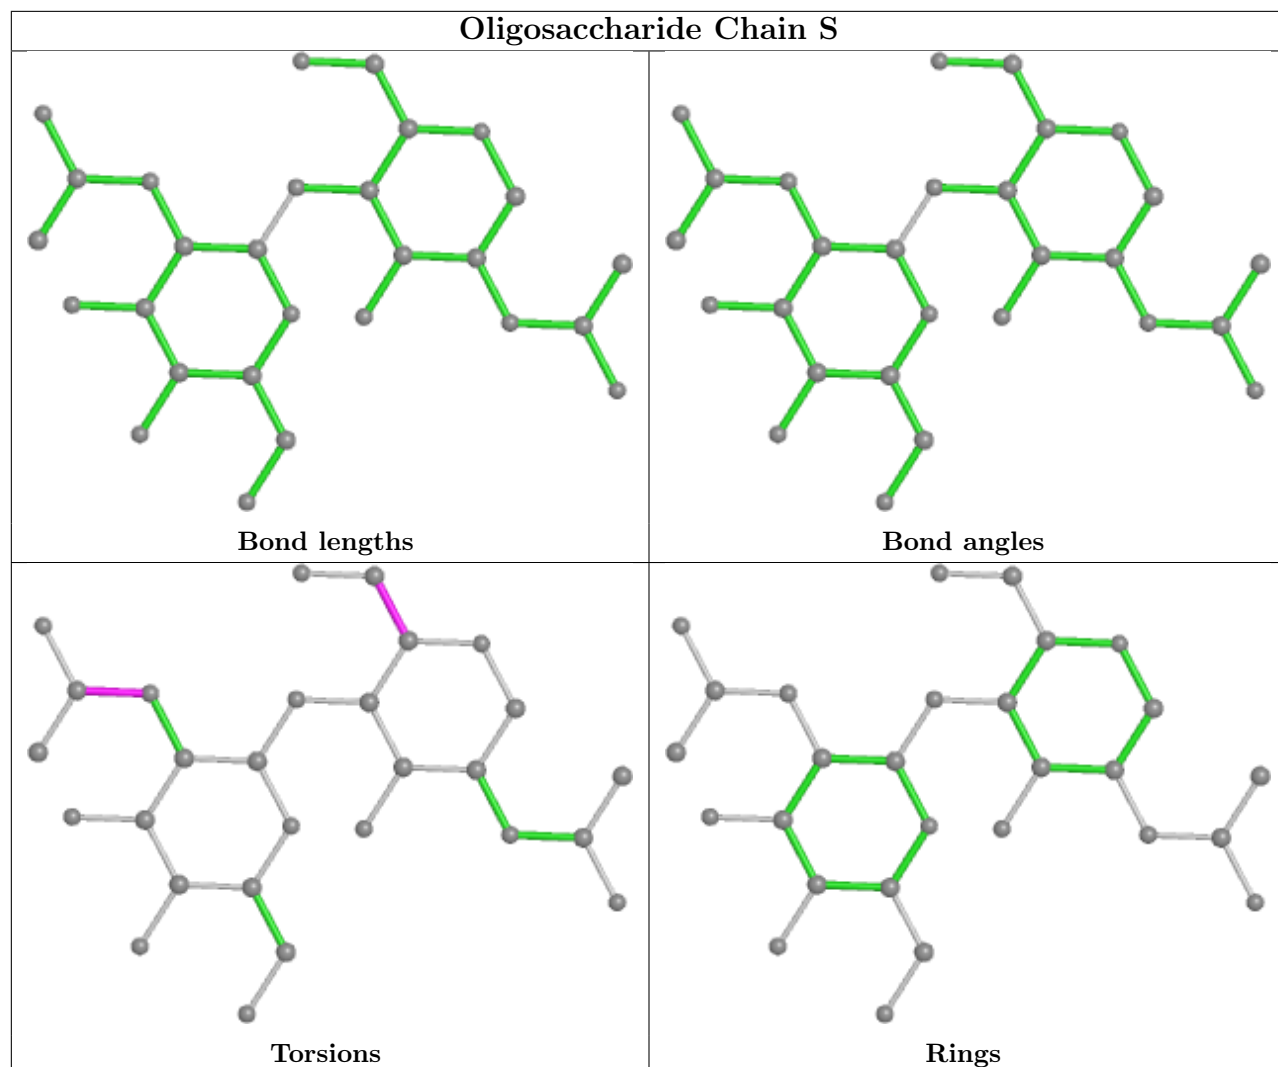 Oligosaccharide Chain S
Bond lengths
Bond angles
Torsions
Rings